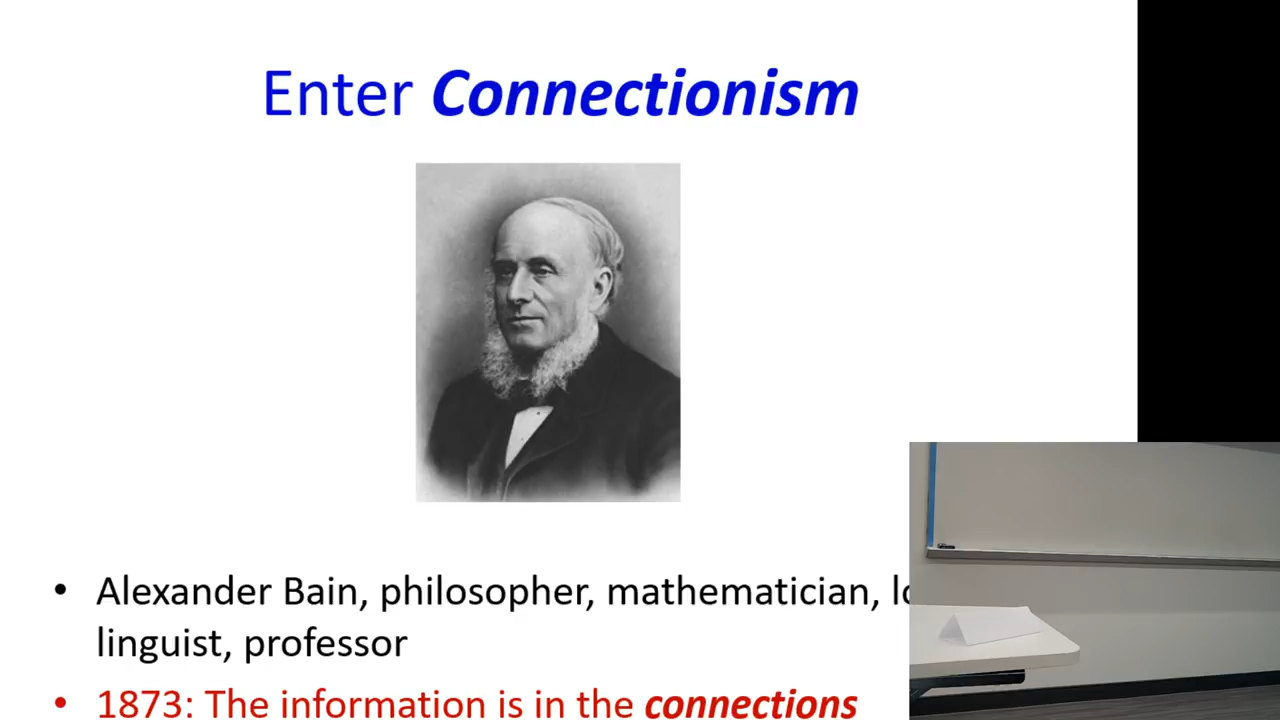 Enter Connectionism
• Alexander Bain, philosopher, mathematician,
linguist, professor
• 1873: The information is in the connections